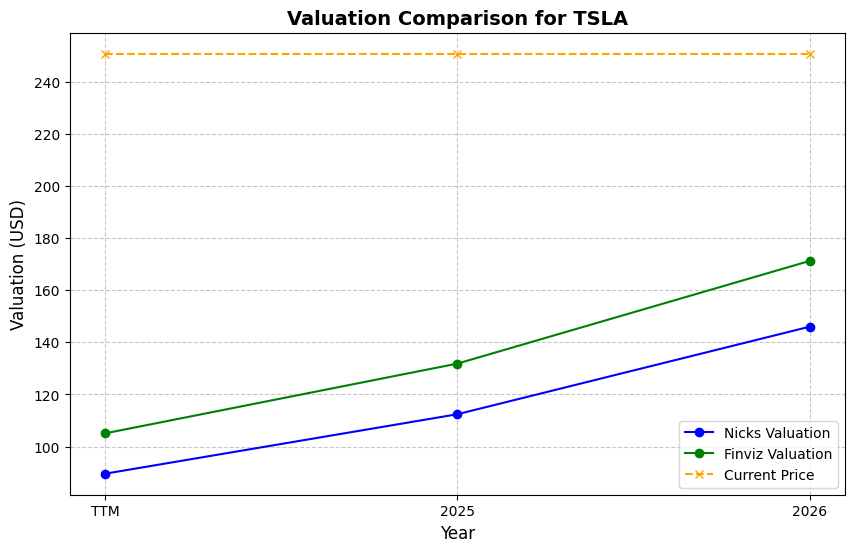 Valuation Comparison for TSLA
Valuation (USD)
240
220
200
180
160
140
120
100
TTM
2025
2026
Year
Nicks Valuation
Finviz Valuation
Current Price